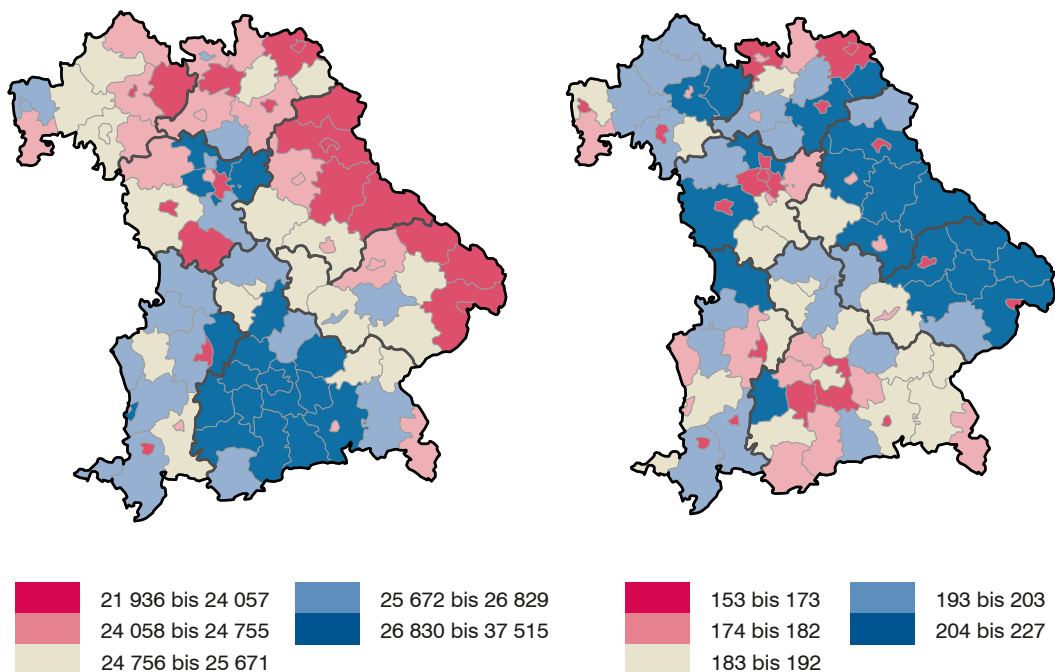 21 936 bis 24 057
24 058 bis 24 755
24 756 bis 25 671
25 672 bis 26 829
26 830 bis 37 515
153 bis 173
174 bis 182
183 bis 192
193 bis 203
204 bis 227